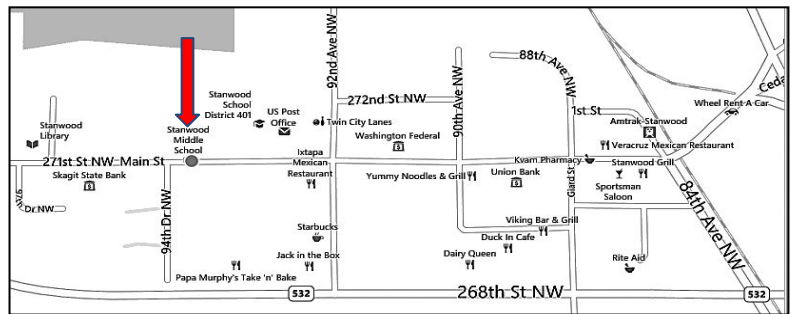 92nd Ave NW
88th Ave NW
Stanwood
School
District 401
272nd St NW
90th Ave NW
1st St
Wheel Rent A Car
Ceda
US Post
Office
Twin City Lanes
Amtrak-Stanwood
Stanwood
Library
Stanwood
Middle
School
Washington Federal
Veracruz Mexican Restaurant
271st St NW
Main St
Ixtapa
Mexican
Restaurant
Kvam Pharmacy
Stanwood Grill
Skagit State Bank
Yummy Noodles & Grill
Union Bank
Giard St
Sportsman
Saloon
84th Ave NW
97th
Dr NW
94th Dr NW
Starbucks
Viking Bar & Grill
Duck In Cafe
Jack in the Box
Dairy Queen
Rite Aid
Papa Murphy's Take 'n' Bake
532
268th St NW
532